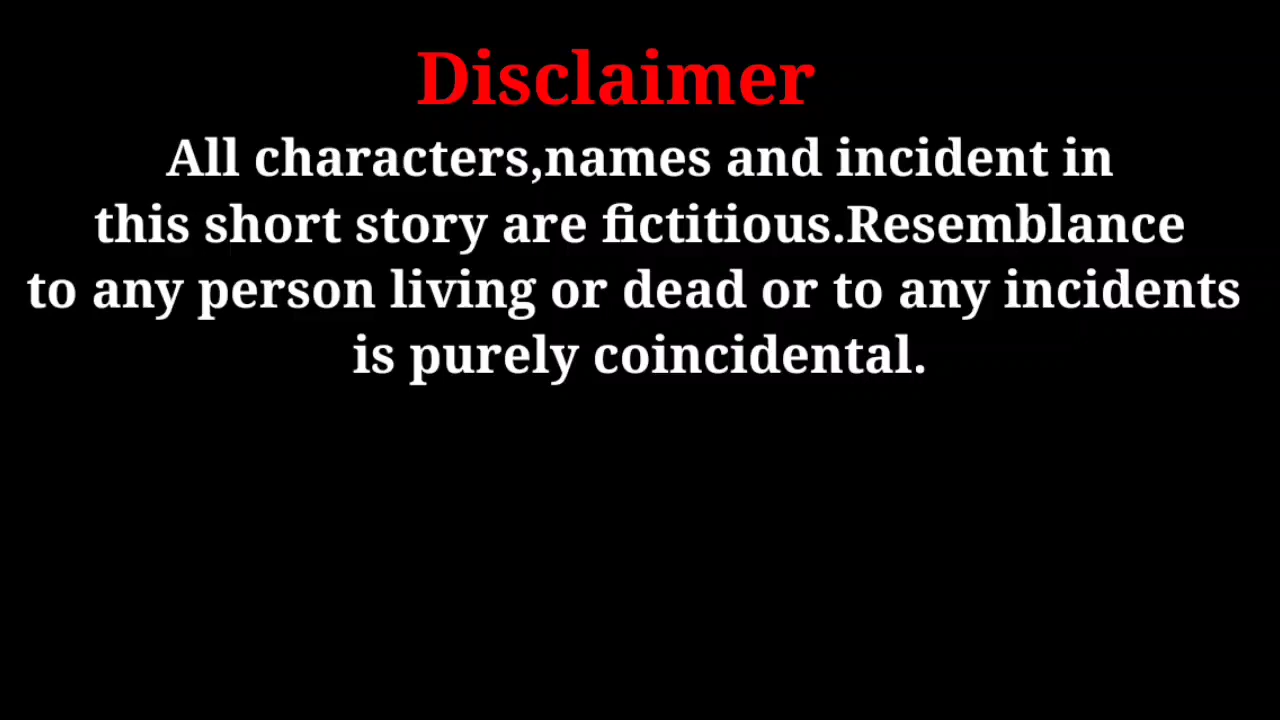 Disclaimer
All characters,names and incident in
this short story are fictitious.Resemblance
to any person living or dead or to any incidents
is purely coincidental.